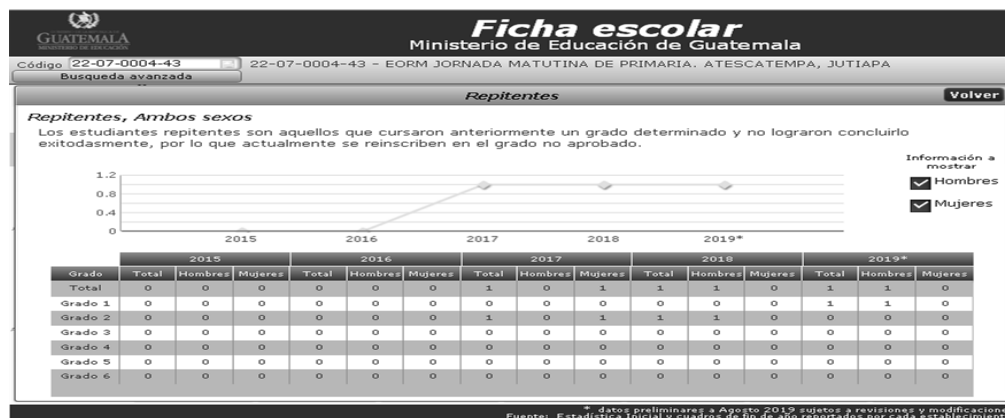 GUATEMALA
MINISTERIO DE EDUCACIÓN
Ficha escolar
Ministerio de Educación de Guatemala
Código 22-07-0004-43 22-07-0004-43 - EORM JORNADA MATUTINA DE PRIMARIA. ATESCATEMPA, JUTIAPA
Busqueda avanzada
Repitentes Volver
Repitentes, Ambos sexos
Los estudiantes repitentes son aquellos que cursaron anteriormente un grado determinado y no lograron concluirlo
exitodasmente, por lo que actualmente se reinscriben en el grado no aprobado.
Información a
mostrar
Hombres
Mujeres
1.2
0.8
0.4
0
2015 2016 2017 2018 2019*
2015 2016 2017 2018 2019*
Grado Total Hombres Mujeres Total Hombres Mujeres Total Hombres Mujeres Total Hombres Mujeres Total Hombres Mujeres
Total 0 0 0 0 0 0 1 0 1 1 1 0 1 1 0
Grado 1 0 0 0 0 0 0 0 0 0 0 0 0 1 1 0
Grado 2 0 0 0 0 0 0 1 0 1 1 1 0 0 0 0
Grado 3 0 0 0 0 0 0 0 0 0 0 0 0 0 0 0
Grado 4 0 0 0 0 0 0 0 0 0 0 0 0 0 0 0
Grado 5 0 0 0 0 0 0 0 0 0 0 0 0 0 0 0
Grado 6 0 0 0 0 0 0 0 0 0 0 0 0 0 0 0
* datos preliminares a Agosto 2019 sujetos a revisiones y modificacion
Fuente: Estadística Inicial y cuadros de fin de año reportados por cada establecimient